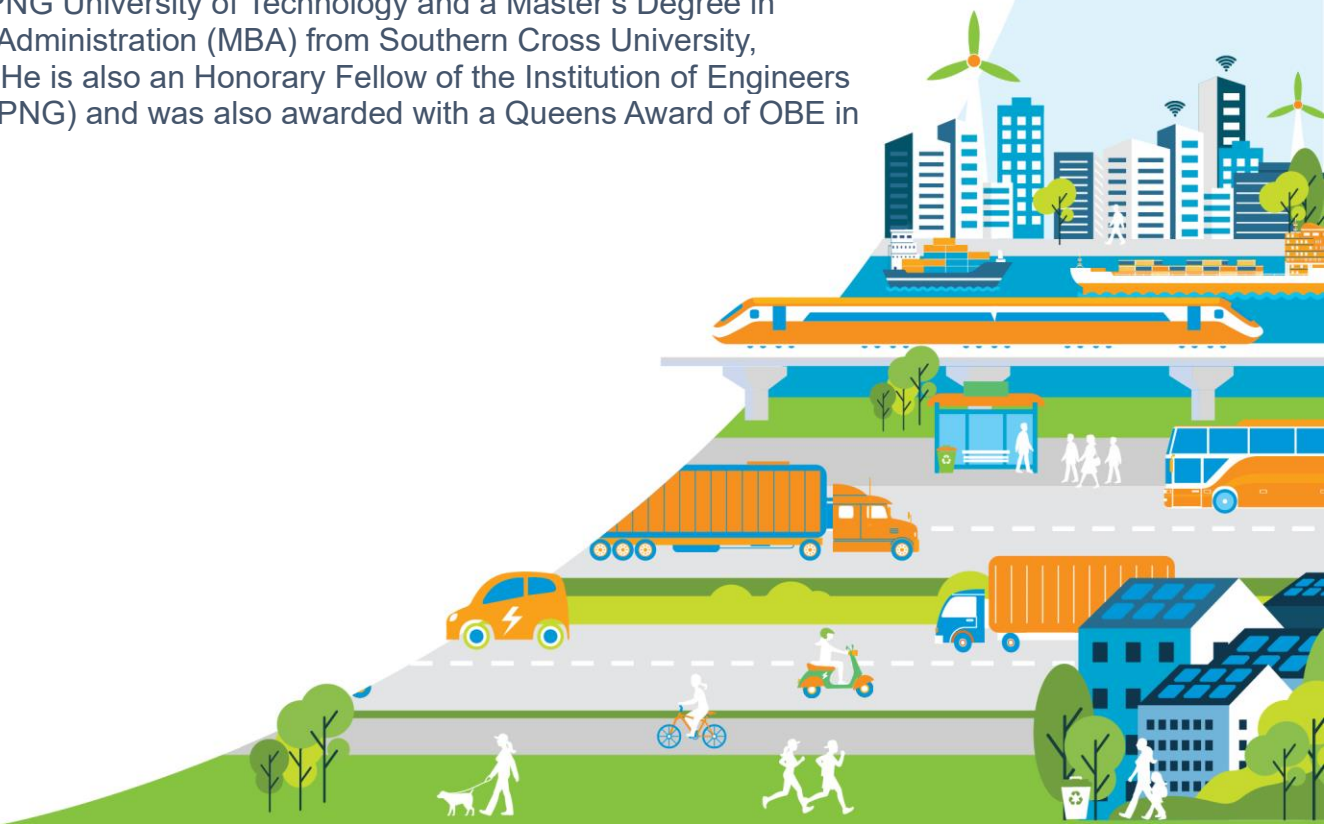 PNG University of Technology and a Master's Degree in
Administration (MBA) from Southern Cross University,
He is also an Honorary Fellow of the Institution of Engineers
PNG) and was also awarded with a Queens Award of OBE in